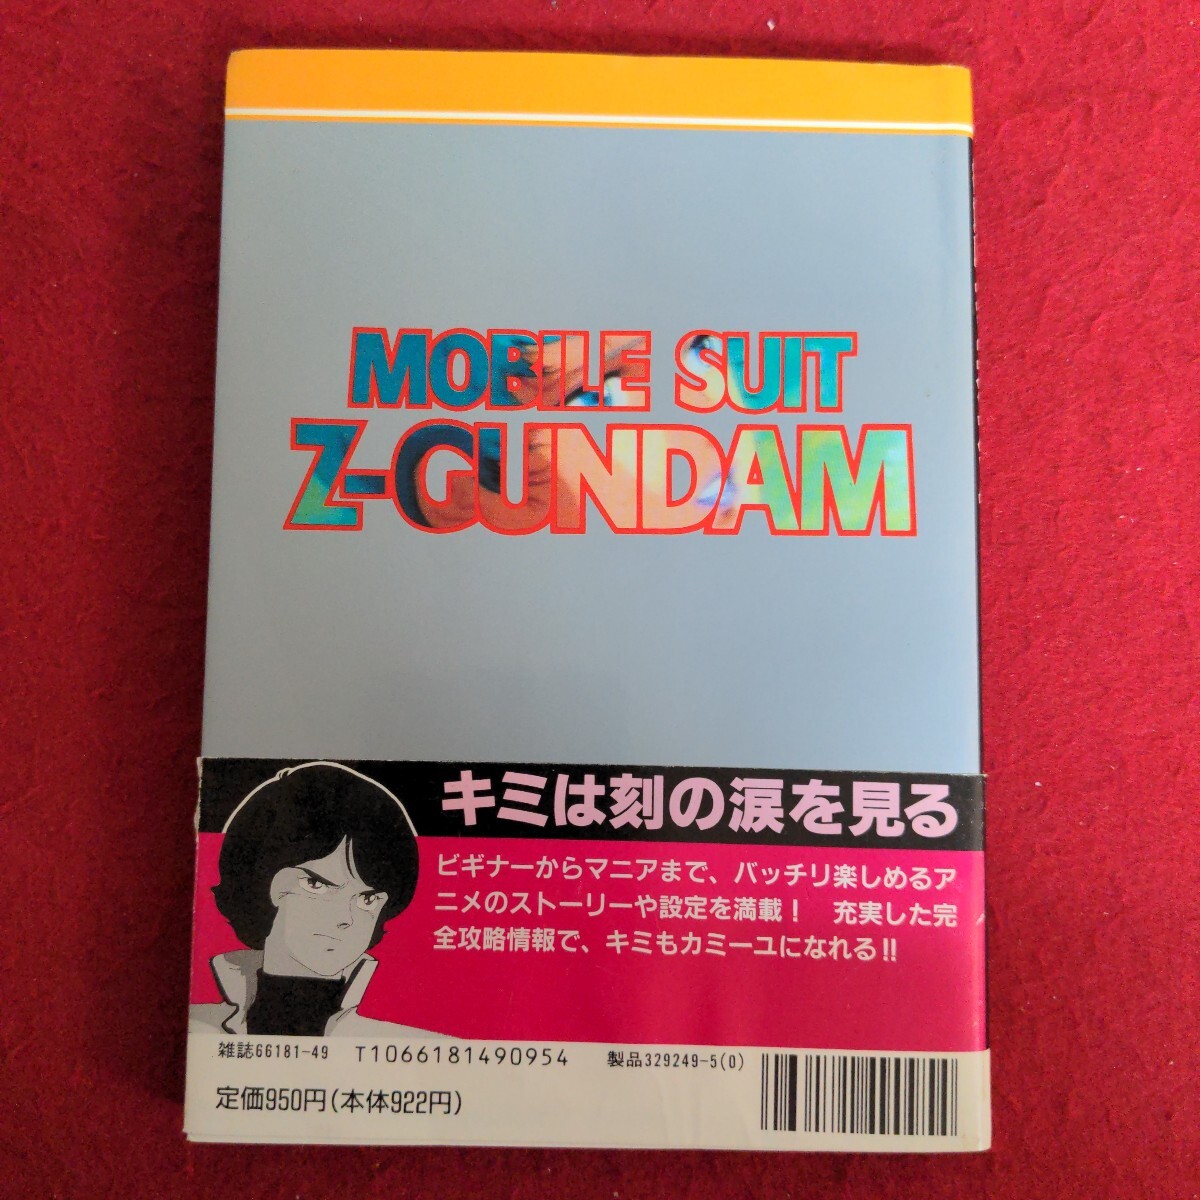 MOBILE SUIT
Z-GUNDAM
キミは刻の涙を見る
ビギナーからマニアまで、バッチリ楽しめるア
ニメのストーリーや設定を満載！　充実した完
全攻略情報で、キミもカミーユになれる!!
雑誌66181-49 T1066181490954 製品329249-5(0)
定価950円(本体922円)